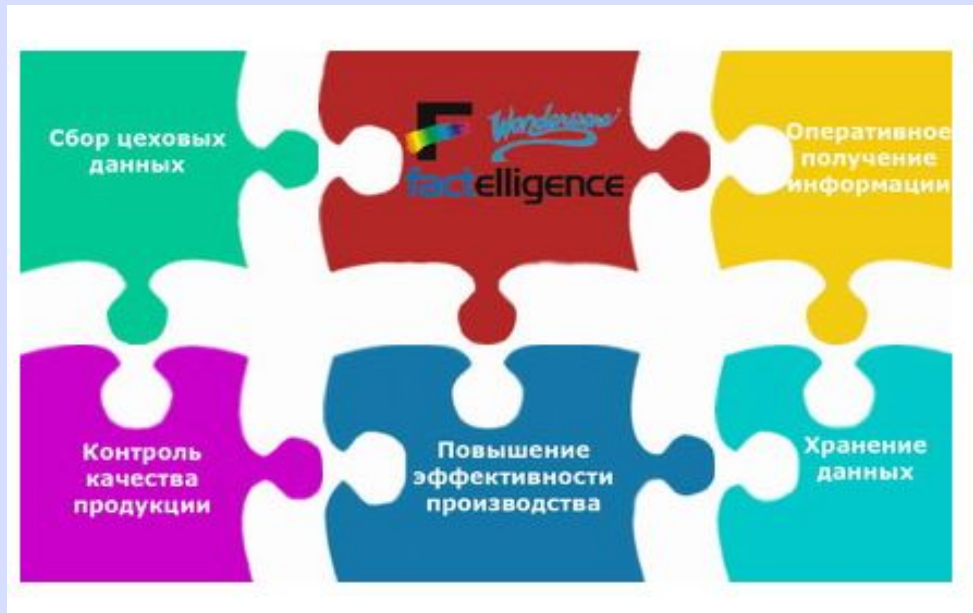 Сбор цеховых
данных
Wonderware
factelligence
Оперативное
получение
информации
Контроль
качества
продукции
Повышение
эффективности
производства
Хранение
данных